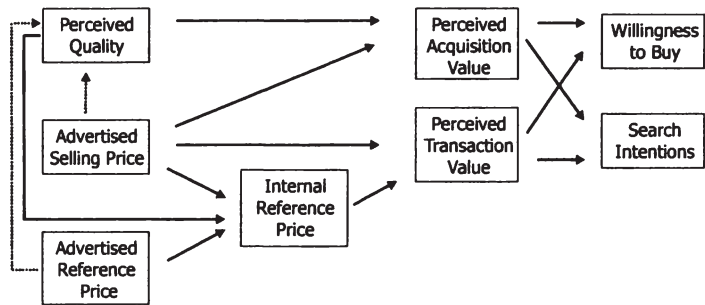 Perceived
Quality
Advertised
Selling Price
Advertised
Reference
Price
Internal
Reference
Price
Perceived
Acquisition
Value
Perceived
Transaction
Value
Willingness
to Buy
Search
Intentions